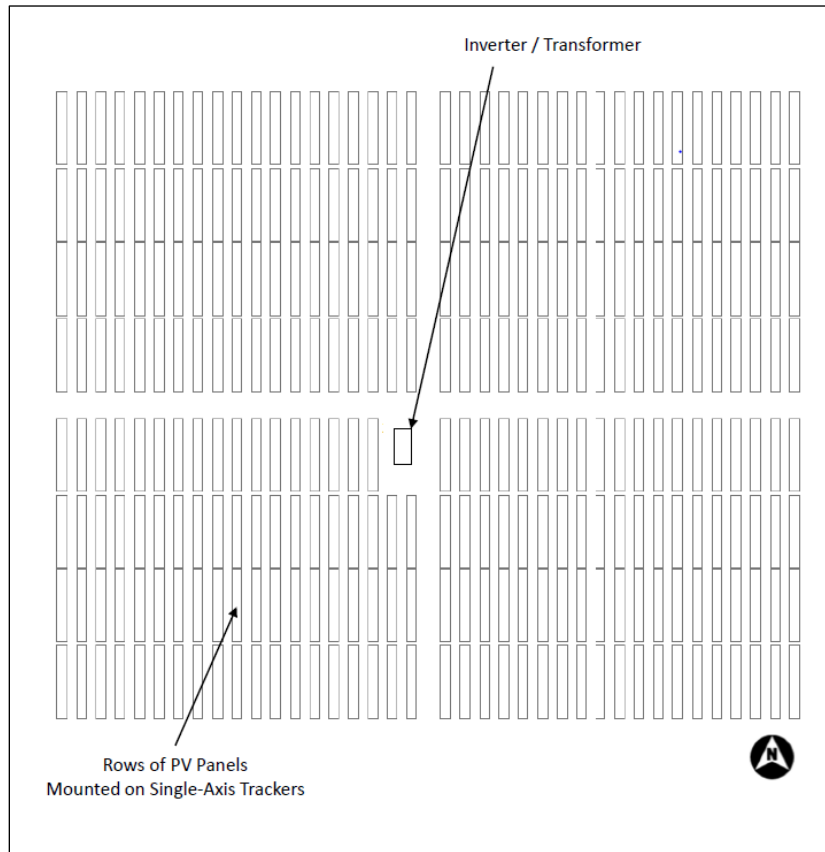 Inverter / Transformer
Rows of PV Panels
Mounted on Single-Axis Trackers
N